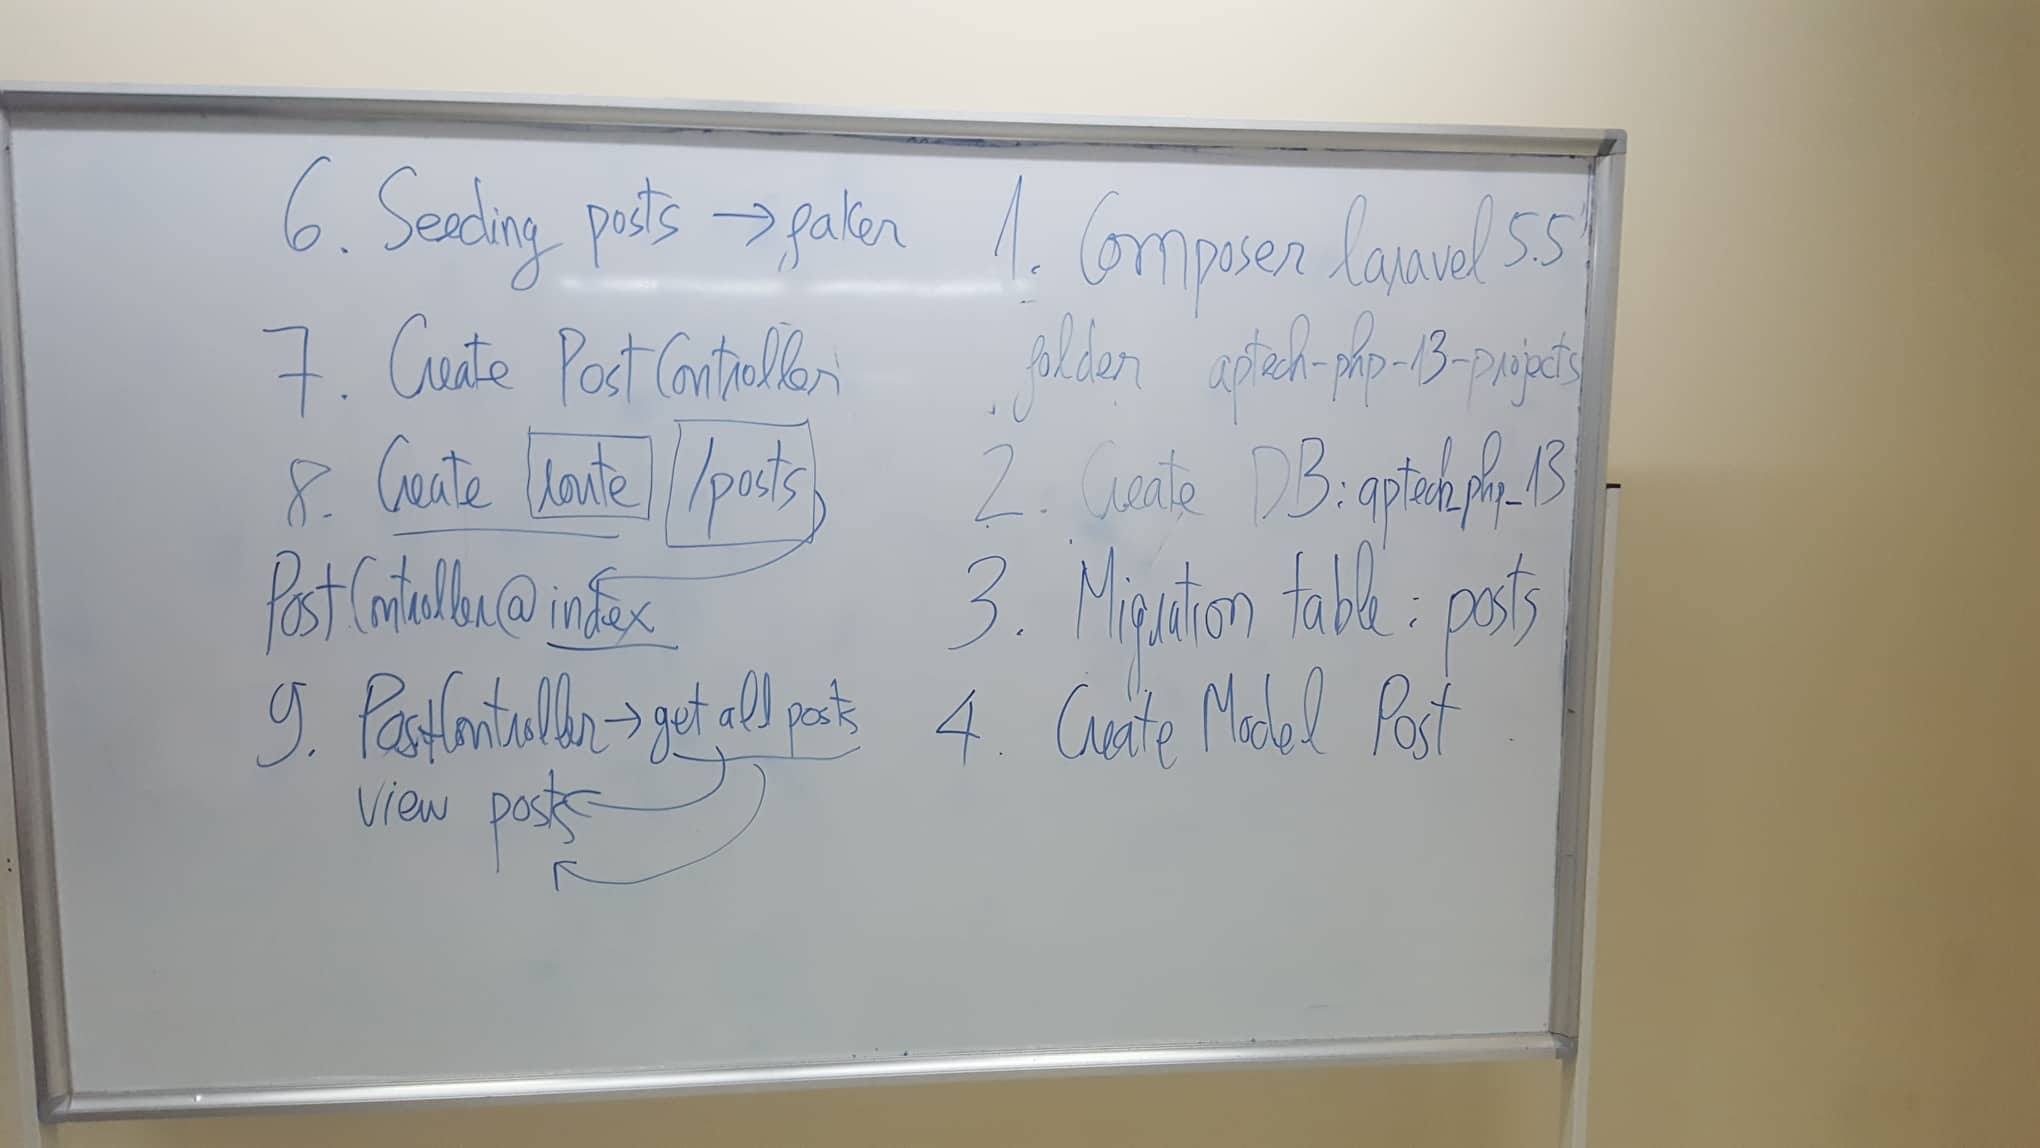 6. Seeding posts → faker
7. Create PostController
8. Create route /posts
PostController@index
9. PostController → get all posts
view posts
1. Composer laravel 5.5
folder aptech-php-13-projects
2. Create DB: aptech_php_13
3. Migration table: posts
4. Create Model Post